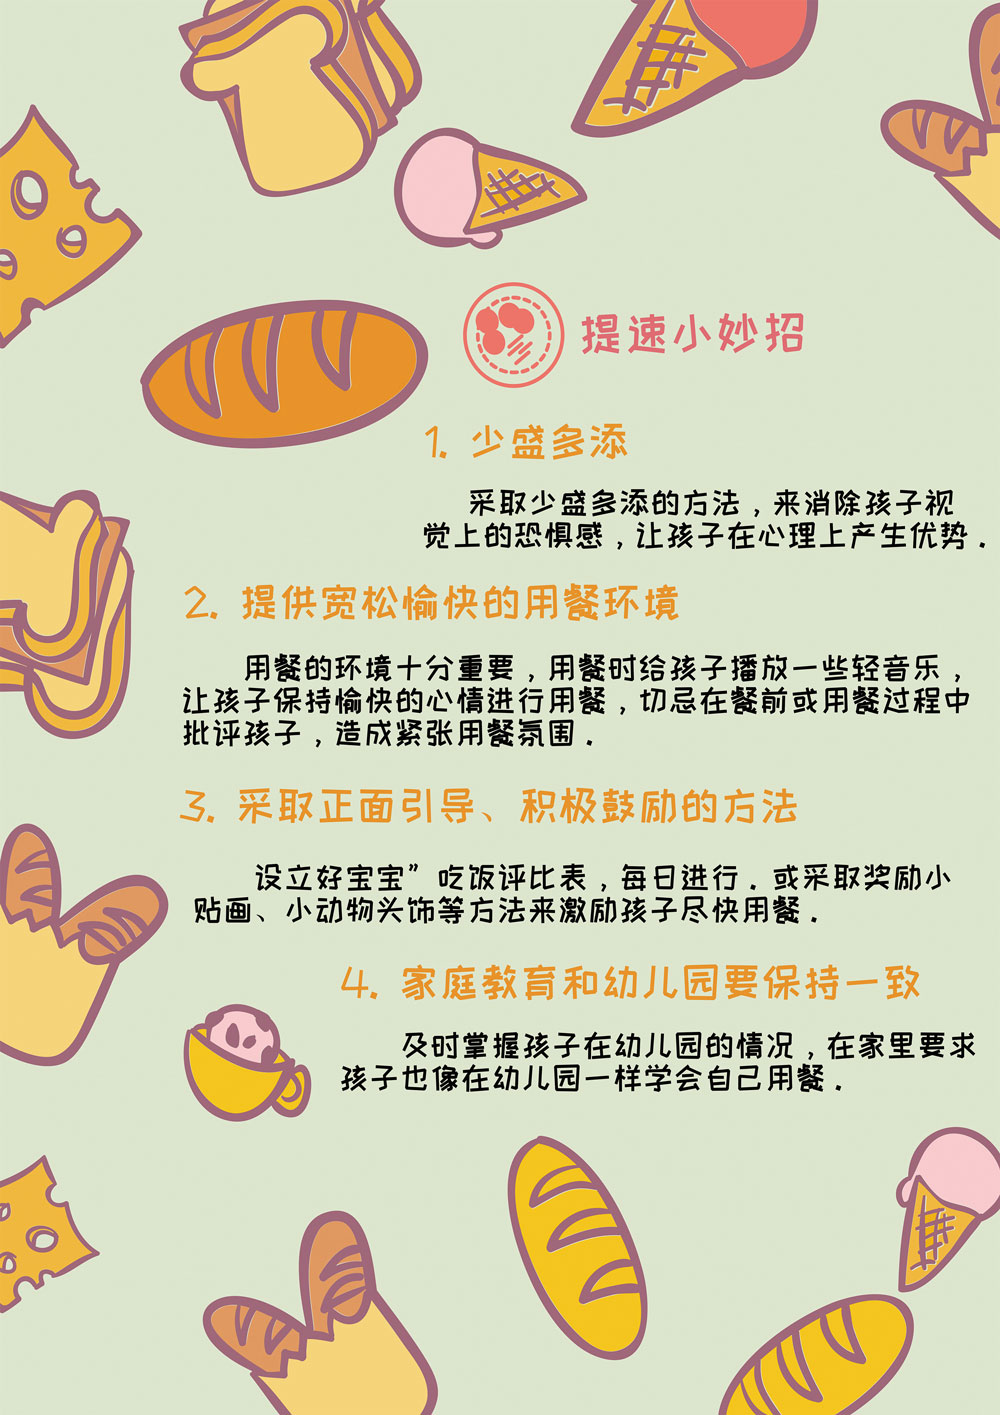 提速小妙招
1. 少盛多添
采取少盛多添的方法，来消除孩子视
觉上的恐惧感，让孩子在心理上产生优势．
2. 提供宽松愉快的用餐环境
用餐的环境十分重要，用餐时给孩子播放一些轻音乐，
让孩子保持愉快的心情进行用餐，切忌在餐前或用餐过程中
批评孩子，造成紧张用餐氛围．
3. 采取正面引导、积极鼓励的方法
设立好宝宝”吃饭评比表，每日进行．或采取奖励小
贴画、小动物头饰等方法来激励孩子尽快用餐．
4. 家庭教育和幼儿园要保持一致
及时掌握孩子在幼儿园的情况，在家里要求
孩子也像在幼儿园一样学会自己用餐．